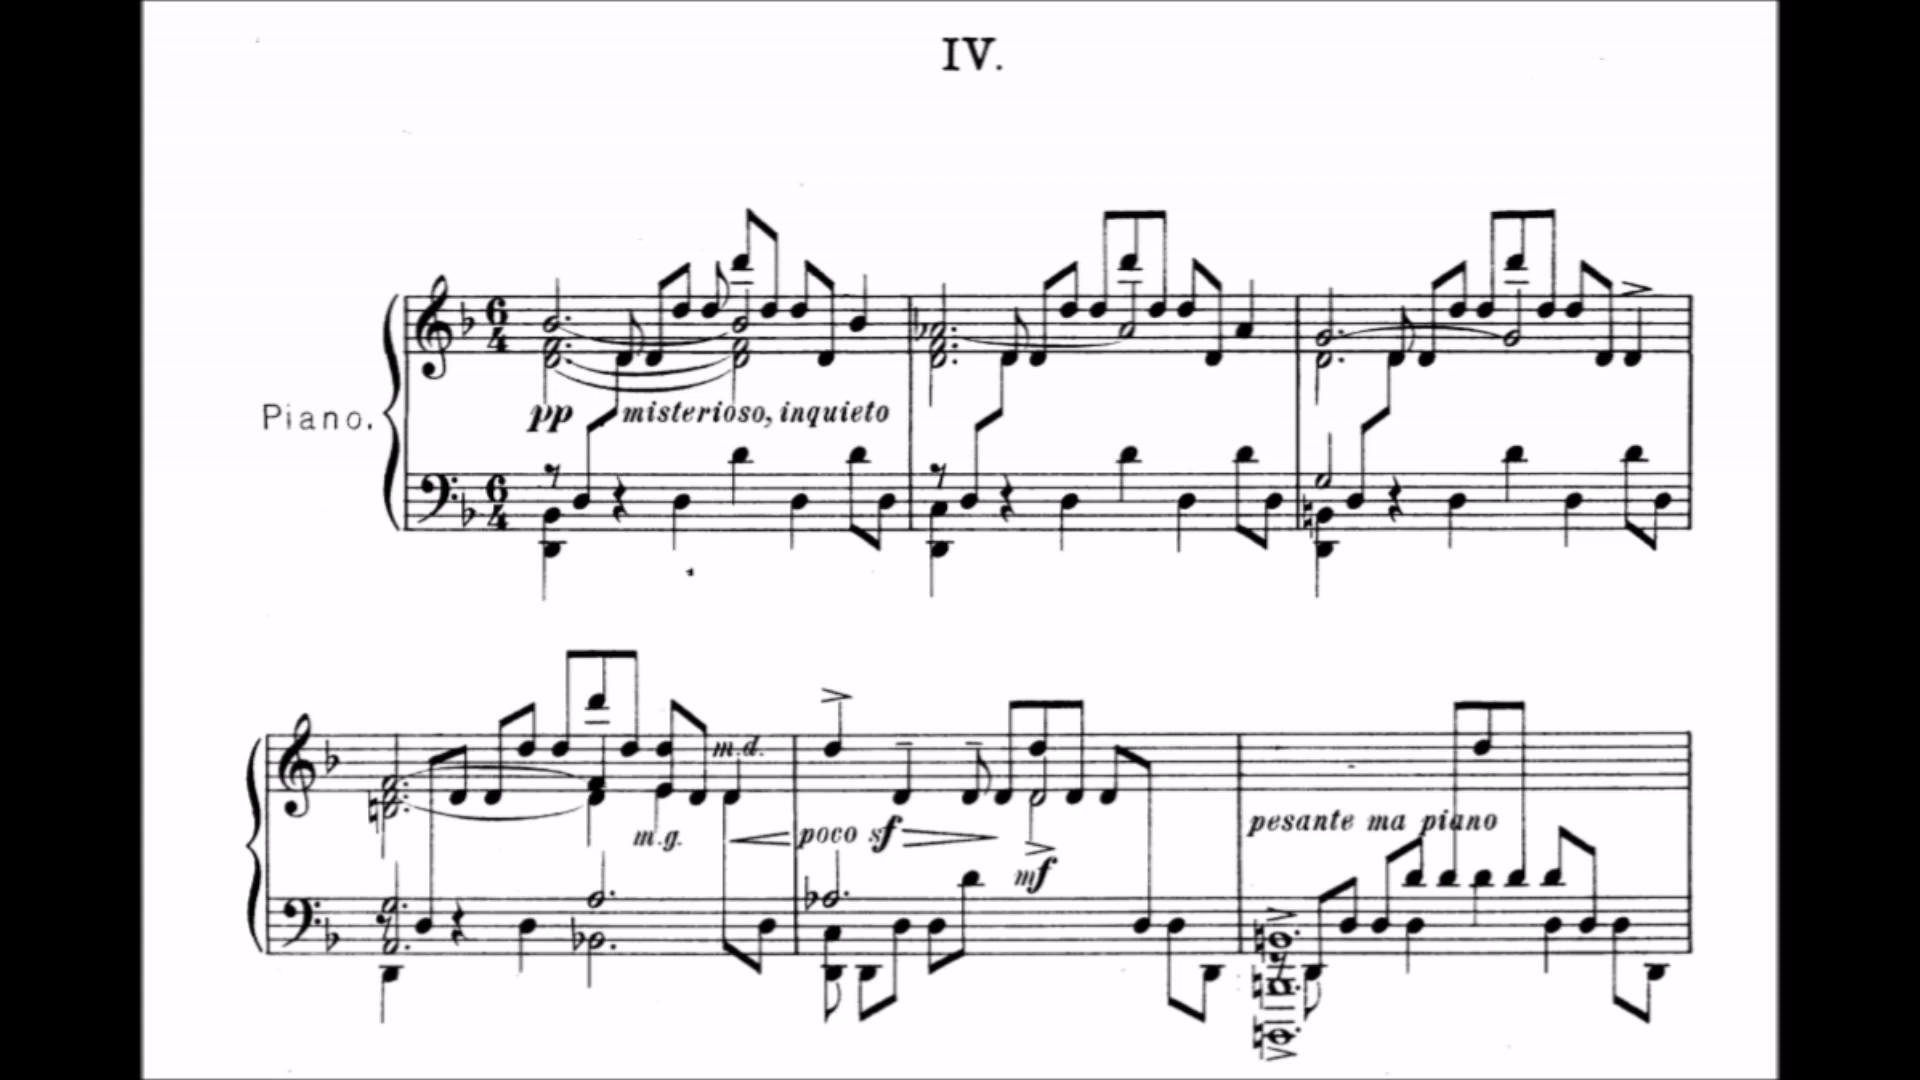 IV.
6
4
Piano.
pp misterioso, inquieto
6
4
m.d.
m.g.
poco sf
mf
pesante ma piano